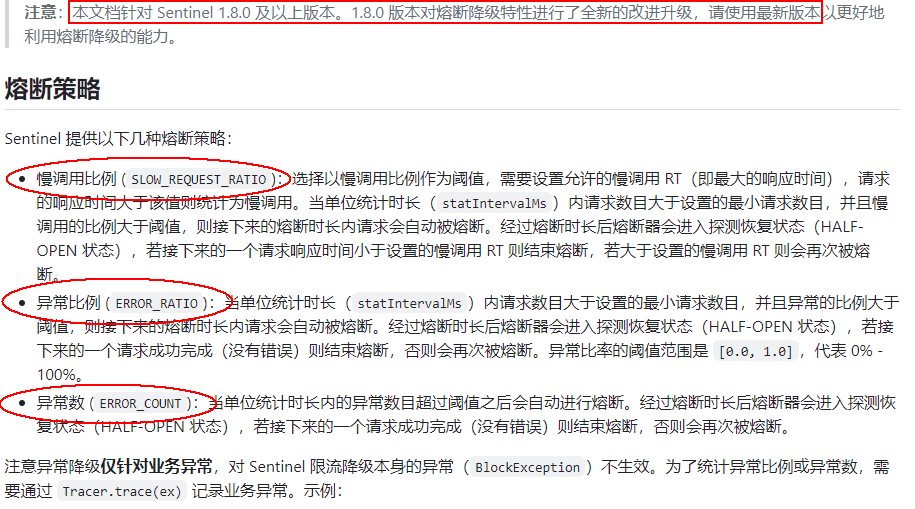 注意：本文档针对 Sentinel 1.8.0 及以上版本。1.8.0 版本对熔断降级特性进行了全新的改进升级，请使用最新版本以更好地
利用熔断降级的能力。
熔断策略
Sentinel 提供以下几种熔断策略：
慢调用比例 ( SLOW_REQUEST_RATIO )：选择以慢调用比例作为阈值，需要设置允许的慢调用 RT（即最大的响应时间），请求
的响应时间大于该值则统计为慢调用。当单位统计时长（ statIntervalMs ）内请求数目大于设置的最小请求数目，并且慢
调用的比例大于阈值，则接下来的熔断时长内请求会自动被熔断。经过熔断时长后熔断器会进入探测恢复状态（HALF-
OPEN 状态），若接下来的一个请求响应时间小于设置的慢调用 RT 则结束熔断，若大于设置的慢调用 RT 则会再次被熔
断。
异常比例 ( ERROR_RATIO )：当单位统计时长（ statIntervalMs ）内请求数目大于设置的最小请求数目，并且异常的比例大于
阈值，则接下来的熔断时长内请求会自动被熔断。经过熔断时长后熔断器会进入探测恢复状态（HALF-OPEN 状态），若接
下来的一个请求成功完成（没有错误）则结束熔断，否则会再次被熔断。异常比率的阈值范围是 [0.0, 1.0] ，代表 0% -
100%。
异常数 ( ERROR_COUNT )：当单位统计时长内的异常数目超过阈值之后会自动进行熔断。经过熔断时长后熔断器会进入探测恢
复状态（HALF-OPEN 状态），若接下来的一个请求成功完成（没有错误）则结束熔断，否则会再次被熔断。
注意异常降级仅针对业务异常，对 Sentinel 限流降级本身的异常（ BlockException ）不生效。为了统计异常比例或异常数，需
要通过 Tracer.trace(ex) 记录业务异常。示例：